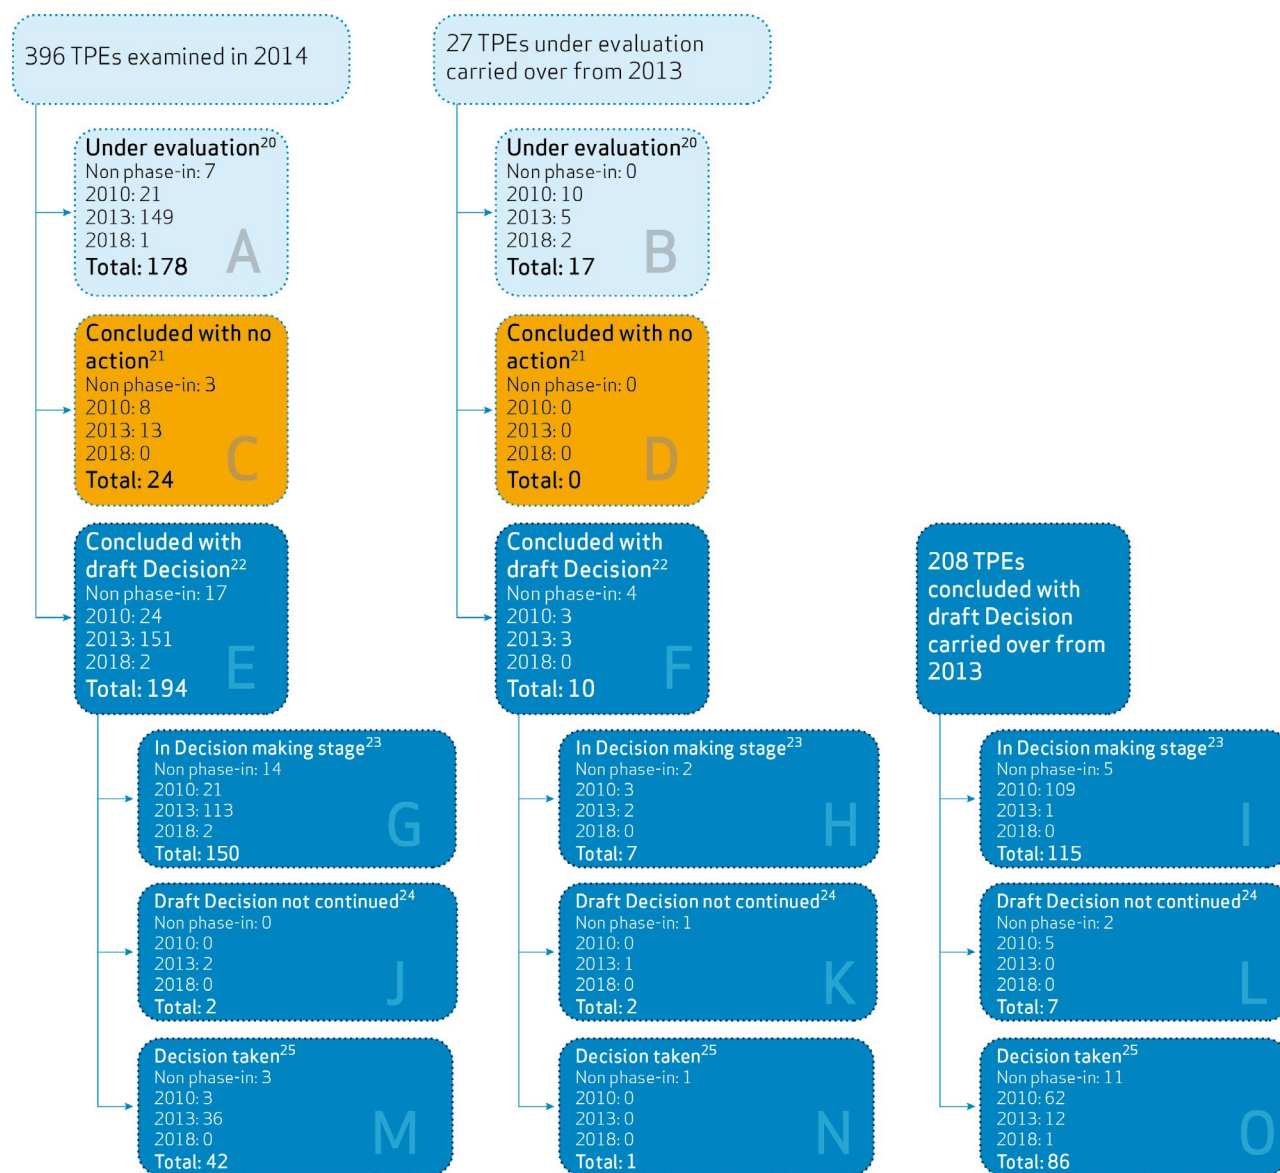 396 TPEs examined in 2014
Under evaluation20
Non phase-in: 7
2010: 21
2013: 149
2018: 1
Total: 178
A
Concluded with no
action21
Non phase-in: 3
2010: 8
2013: 13
2018: 0
Total: 24
C
Concluded with
draft Decision22
Non phase-in: 17
2010: 24
2013: 151
2018: 2
Total: 194
E
In Decision making stage23
Non phase-in: 14
2010: 21
2013: 113
2018: 2
Total: 150
G
Draft Decision not continued24
Non phase-in: 0
2010: 0
2013: 2
2018: 0
Total: 2
J
Decision taken25
Non phase-in: 3
2010: 3
2013: 36
2018: 0
Total: 42
M
27 TPEs under evaluation
carried over from 2013
Under evaluation20
Non phase-in: 0
2010: 10
2013: 5
2018: 2
Total: 17
B
Concluded with no
action21
Non phase-in: 0
2010: 0
2013: 0
2018: 0
Total: 0
D
Concluded with
draft Decision22
Non phase-in: 4
2010: 3
2013: 3
2018: 0
Total: 10
F
In Decision making stage23
Non phase-in: 2
2010: 3
2013: 2
2018: 0
Total: 7
H
Draft Decision not continued24
Non phase-in: 1
2010: 0
2013: 1
2018: 0
Total: 2
K
Decision taken25
Non phase-in: 1
2010: 0
2013: 0
2018: 0
Total: 1
N
208 TPEs
concluded with
draft Decision
carried over from
2013
In Decision making stage23
Non phase-in: 5
2010: 109
2013: 1
2018: 0
Total: 115
I
Draft Decision not continued24
Non phase-in: 2
2010: 5
2013: 0
2018: 0
Total: 7
L
Decision taken25
Non phase-in: 11
2010: 62
2013: 12
2018: 1
Total: 86
O